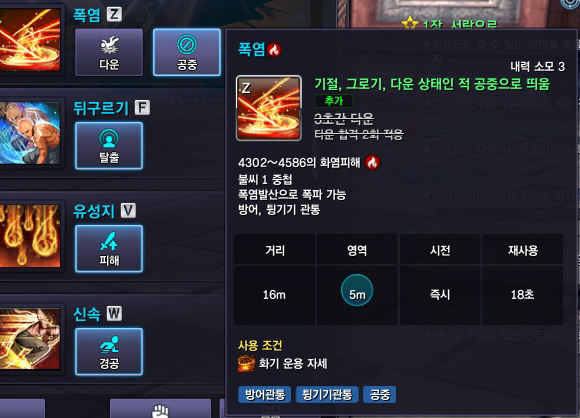 폭염 Z
다운
공중
뒤구르기 F
탈출
유성지 V
피해
신속 W
경공
폭염
내력 소모 3
Z
기절, 그로기, 다운 상태인 적 공중으로 띄움
추가
3초간 다운
다운 합격 2회 적용
4302~4586의 화염피해
불씨 1 중첩
폭염발산으로 폭파 가능
방어, 튕기기 관통
거리 영역 시전 재사용
16m 5m 즉시 18초
사용 조건
화기 운용 자세
방어관통 튕기기관통 공중
1장. 서락으로